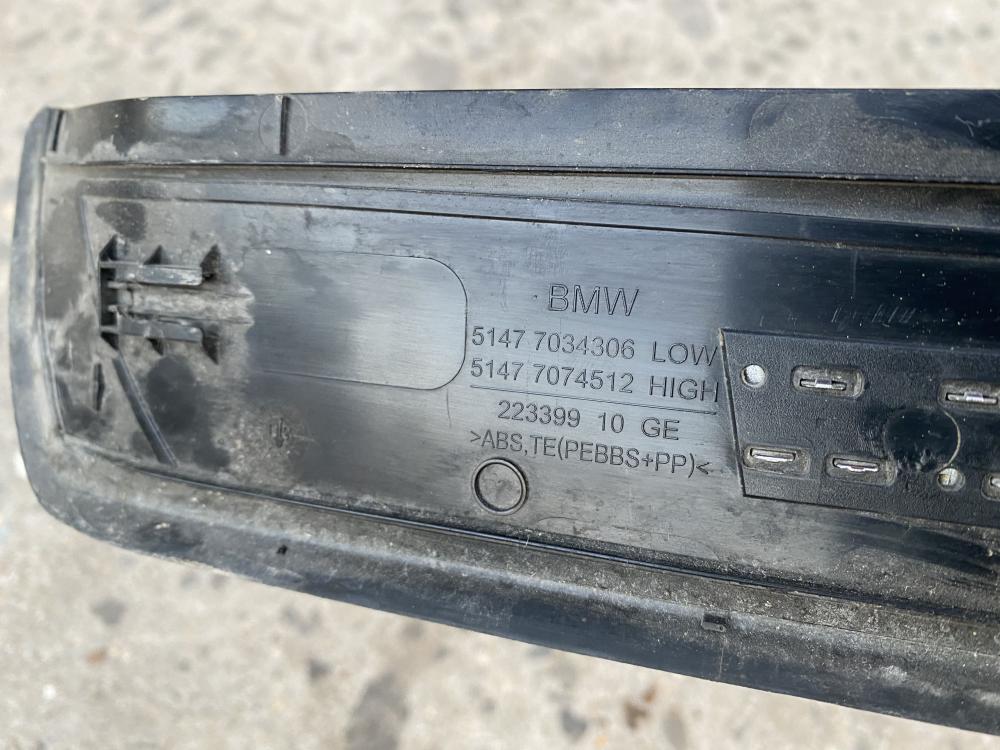 BMW
5147 7034306 LOW
5147 7074512 HIGH
223399 10 GE
>ABS,TE(PEBBS+PP)<